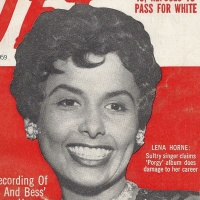 PASS FOR WHITE
LENA HORNE:
Sultry singer claims
'Porgy' album does
damage to her career
ecording Of
And Bess'